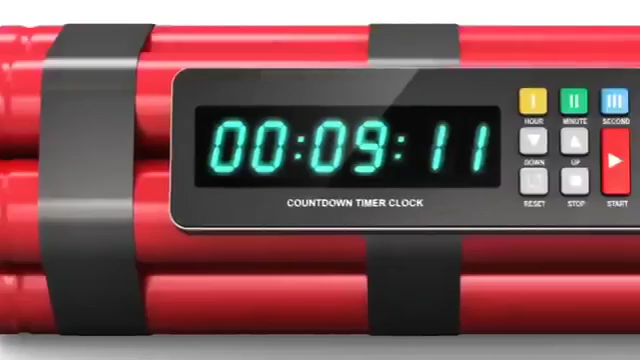 00:09:11
HOUR MINUTE SECOND
DOWN UP
COUNTDOWN TIMER CLOCK
RESET STOP START